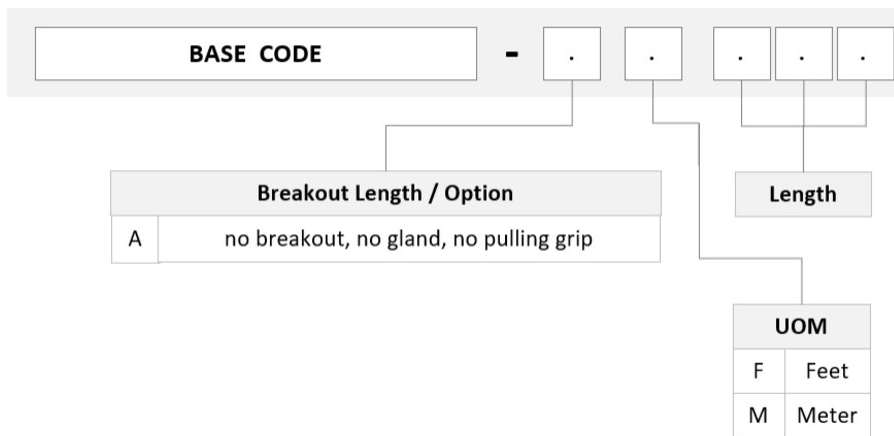 BASE CODE - . . . . .
Breakout Length / Option
A no breakout, no gland, no pulling grip
Length
UOM
F Feet
M Meter